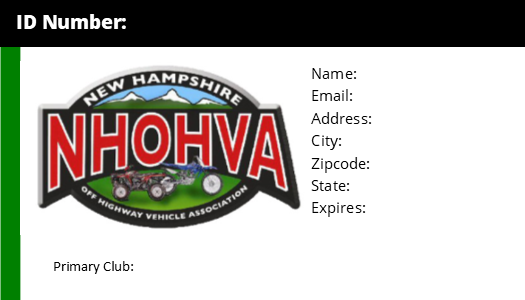 ID Number:
NEW HAMPSHIRE
NHOHVA
OFF HIGHWAY VEHICLE ASSOCIATION
Name:
Email:
Address:
City:
Zipcode:
State:
Expires:
Primary Club: